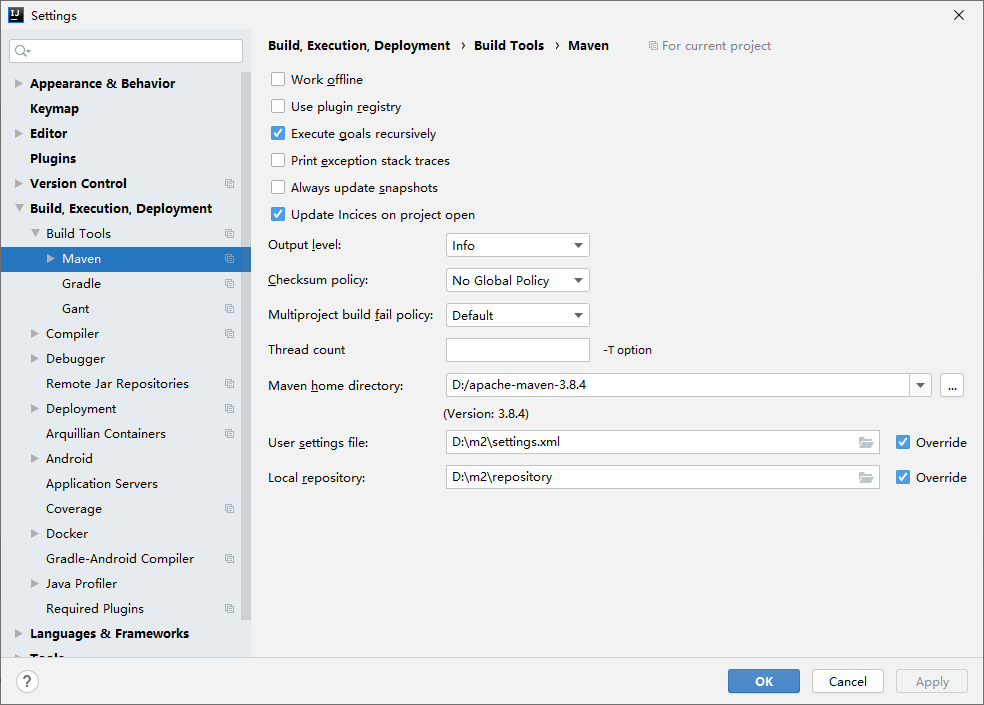 Settings
Build, Execution, Deployment › Build Tools › Maven For current project
Appearance & Behavior
Keymap
Editor
Plugins
Version Control
Build, Execution, Deployment
Build Tools
Maven
Gradle
Gant
Compiler
Debugger
Remote Jar Repositories
Deployment
Arquillian Containers
Android
Application Servers
Coverage
Docker
Gradle-Android Compiler
Java Profiler
Required Plugins
Languages & Frameworks
Tools
Work offline
Use plugin registry
Execute goals recursively
Print exception stack traces
Always update snapshots
Update Indices on project open
Output level: Info
Checksum policy: No Global Policy
Multiproject build fail policy: Default
Thread count -T option
Maven home directory: D:/apache-maven-3.8.4 ...
(Version: 3.8.4)
User settings file: D:\m2\settings.xml Override
Local repository: D:\m2\repository Override
? OK Cancel Apply